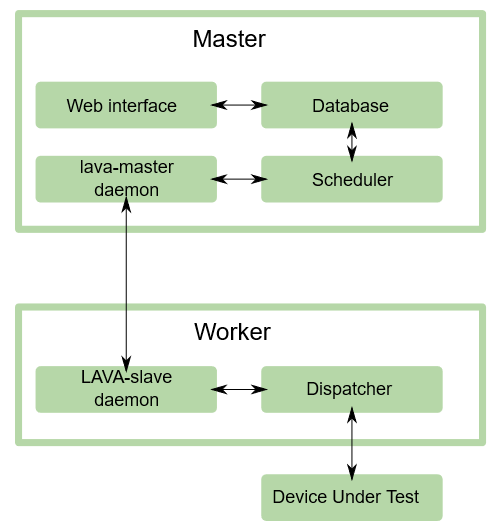 Master
Web interface
Database
lava-master
daemon
Scheduler
Worker
LAVA-slave
daemon
Dispatcher
Device Under Test